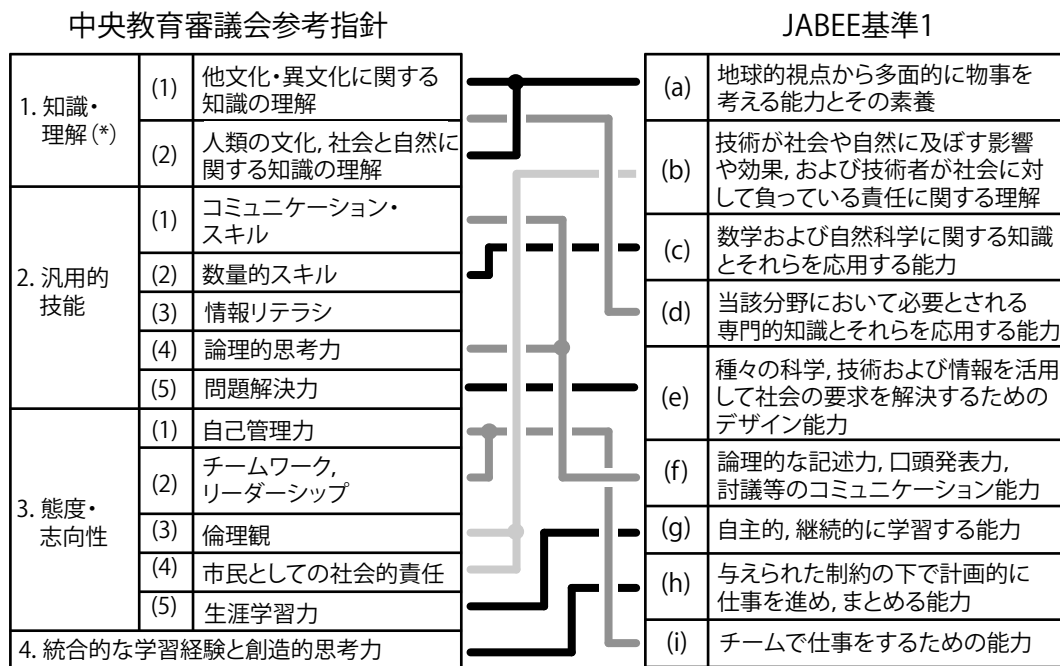 中央教育審議会参考指針
1. 知識・
理解(*)
(1)
他文化・異文化に関する
知識の理解
(2)
人類の文化, 社会と自然に
関する知識の理解
2. 汎用的
技能
(1)
コミュニケーション・
スキル
(2)
数量的スキル
(3)
情報リテラシ
(4)
論理的思考力
(5)
問題解決力
3. 態度・
志向性
(1)
自己管理力
(2)
チームワーク,
リーダーシップ
(3)
倫理観
(4)
市民としての社会的責任
(5)
生涯学習力
4. 統合的な学習経験と創造的思考力
JABEE基準1
(a)
地球的視点から多面的に物事を
考える能力とその素養
(b)
技術が社会や自然に及ぼす影響
や効果, および技術者が社会に対
して負っている責任に関する理解
(c)
数学および自然科学に関する知識
とそれらを応用する能力
(d)
当該分野において必要とされる
専門的知識とそれらを応用する能力
(e)
種々の科学, 技術および情報を活用
して社会の要求を解決するための
デザイン能力
(f)
論理的な記述力, 口頭発表力,
討議等のコミュニケーション能力
(g)
自主的, 継続的に学習する能力
(h)
与えられた制約の下で計画的に
仕事を進め, まとめる能力
(i)
チームで仕事をするための能力